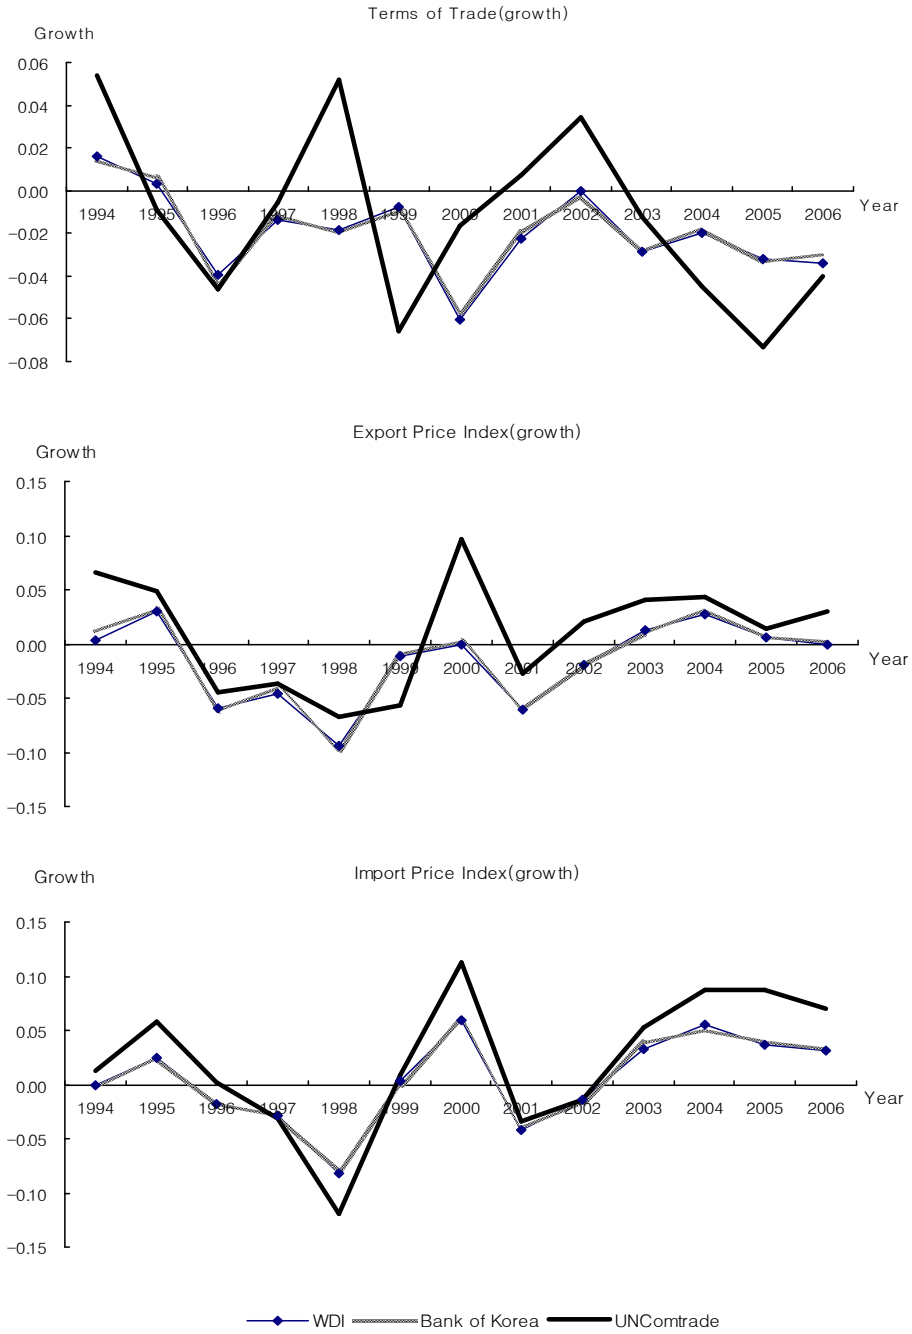 Terms of Trade(growth)
Growth
0.06
0.04
0.02
0.00
-0.02
-0.04
-0.06
-0.08
1994 1995 1996 1997 1998 1999 2000 2001 2002 2003 2004 2005 2006
Year
Export Price Index(growth)
Growth
0.15
0.10
0.05
0.00
-0.05
-0.10
-0.15
1994 1995 1996 1997 1998 1999 2000 2001 2002 2003 2004 2005 2006
Year
Import Price Index(growth)
Growth
0.15
0.10
0.05
0.00
-0.05
-0.10
-0.15
1994 1995 1996 1997 1998 1999 2000 2001 2002 2003 2004 2005 2006
Year
WDI Bank of Korea UNComtrade